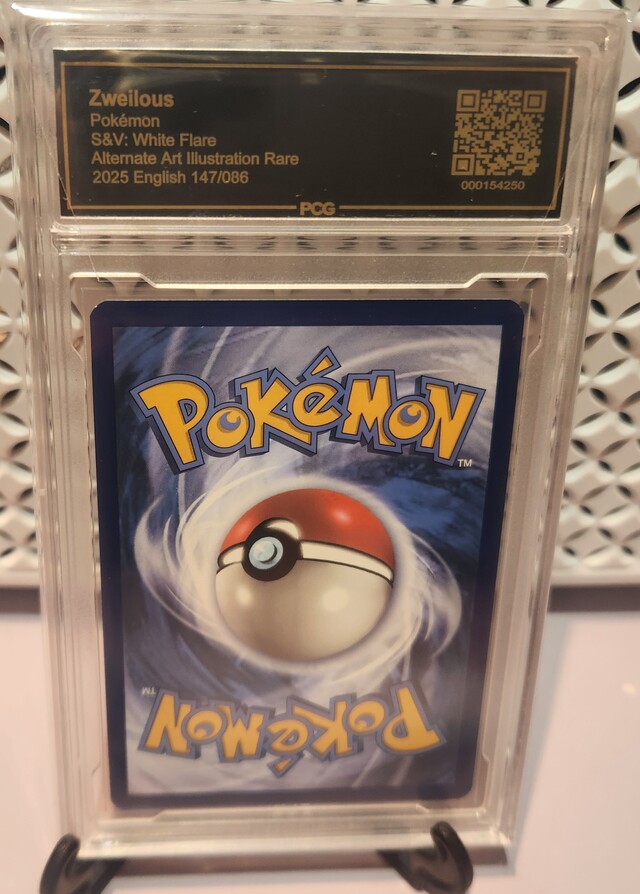 Zweilous
Pokémon
S&V: White Flare
Alternate Art Illustration Rare
2025 English 147/086
000154250
PCG
POKéMON
TM
TM
POKéMON